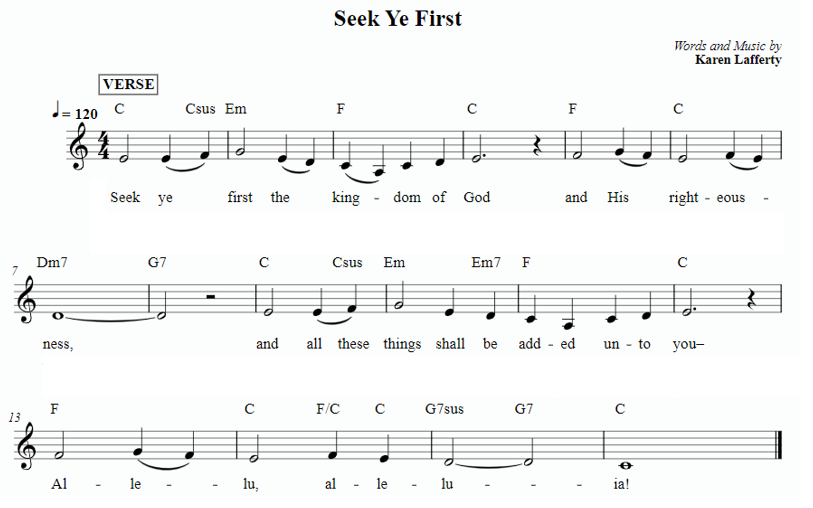 Seek Ye First
Words and Music by
Karen Lafferty
VERSE
♩ = 120
C Csus Em F C F C
4
4
Seek ye first the king - dom of God and His right - eous -
7
Dm7 G7 C Csus Em Em7 F C
ness, and all these things shall be add - ed un - to you–
13
F C F/C C G7sus G7 C
Al - le - lu, al - le - lu - - - ia!